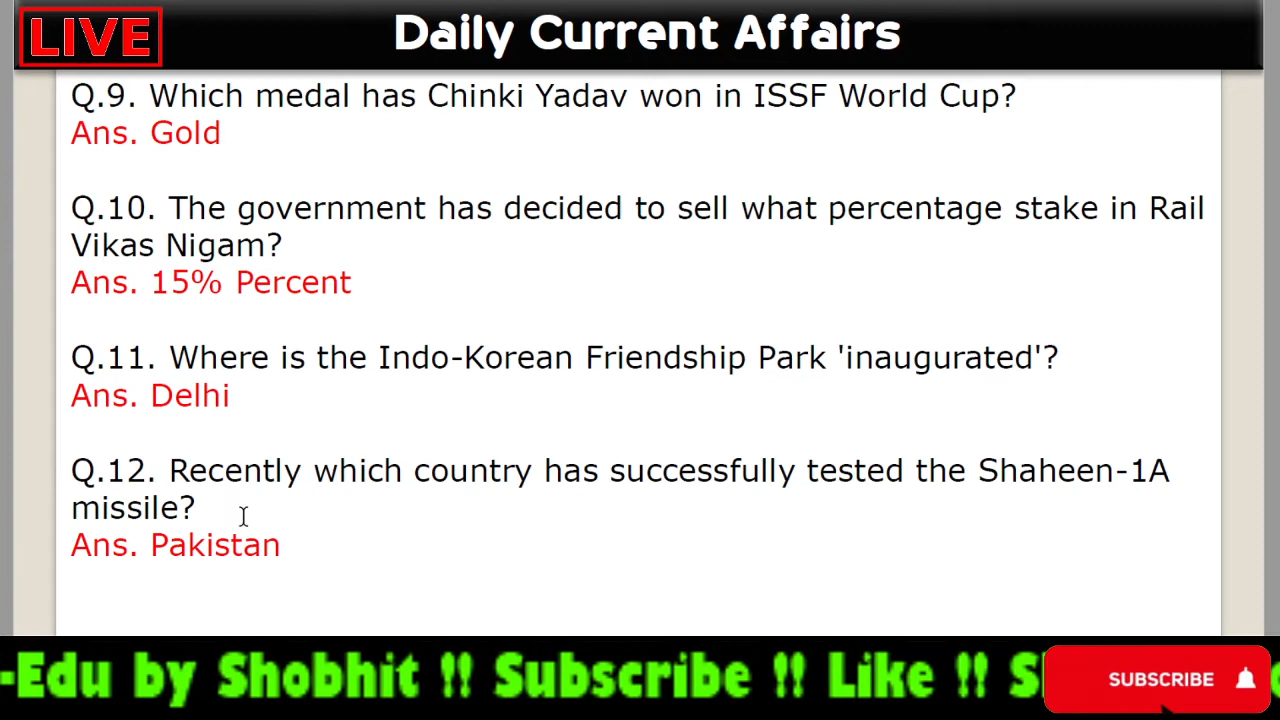 LIVE
Daily Current Affairs
Q.9. Which medal has Chinki Yadav won in ISSF World Cup?
Ans. Gold
Q.10. The government has decided to sell what percentage stake in Rail
Vikas Nigam?
Ans. 15% Percent
Q.11. Where is the Indo-Korean Friendship Park 'inaugurated'?
Ans. Delhi
Q.12. Recently which country has successfully tested the Shaheen-1A
missile?
Ans. Pakistan
-Edu by Shobhit !! Subscribe !! Like !! S
SUBSCRIBE